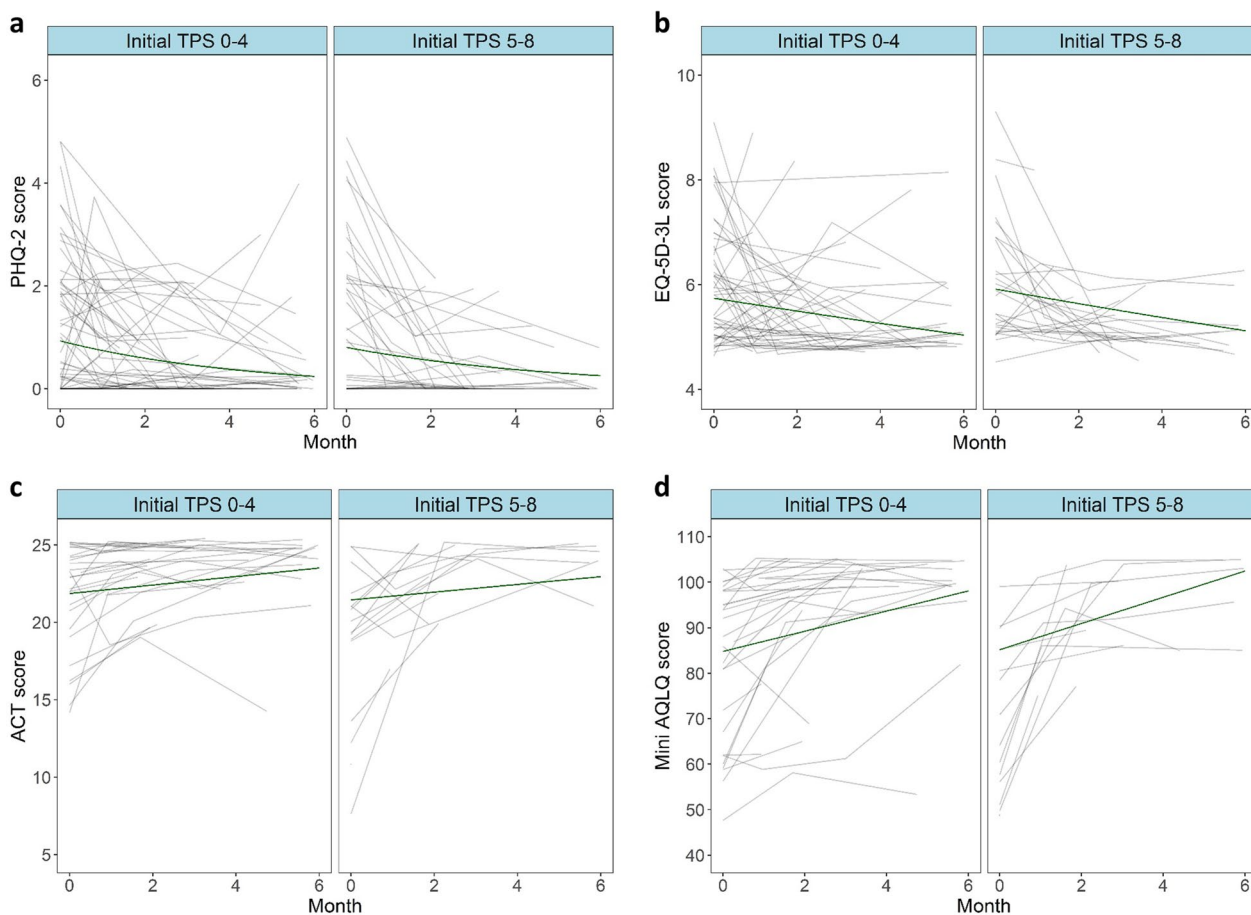 a
Initial TPS 0-4 Initial TPS 5-8
PHQ-2 score
6
4
2
0
0 2 4 6 0 2 4 6
Month
b
Initial TPS 0-4 Initial TPS 5-8
EQ-5D-3L score
10
8
6
4
0 2 4 6 0 2 4 6
Month
c
Initial TPS 0-4 Initial TPS 5-8
ACT score
25
20
15
10
5
0 2 4 6 0 2 4 6
Month
d
Initial TPS 0-4 Initial TPS 5-8
Mini AQLQ score
110
100
90
80
70
60
50
40
0 2 4 6 0 2 4 6
Month